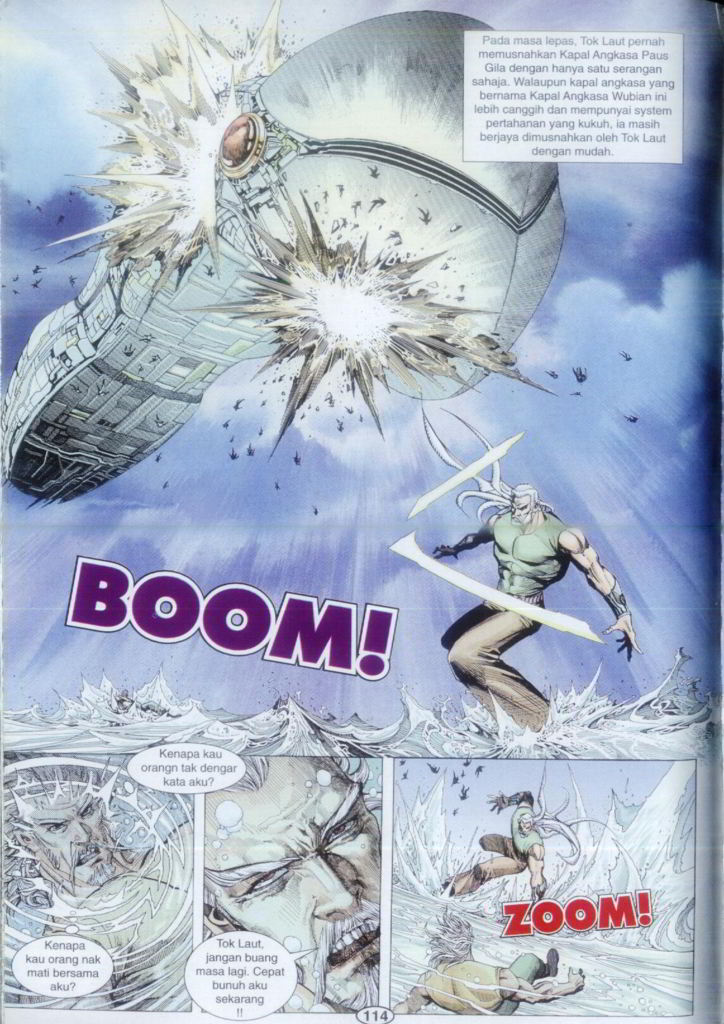 Pada masa lepas, Tok Laut pernah
memusnahkan Kapal Angkasa Paus
Gila dengan hanya satu serangan
sahaja. Walaupun kapal angkasa yang
bernama Kapal Angkasa Wubian ini
lebih canggih dan mempunyai system
pertahanan yang kukuh, ia masih
berjaya dimusnahkan oleh Tok Laut
dengan mudah.
BOOM!
Kenapa kau
orangn tak dengar
kata aku?
Kenapa
kau orang nak
mati bersama
aku?
Tok Laut,
jangan buang
masa lagi. Cepat
bunuh aku
sekarang
!!
ZOOM!
114